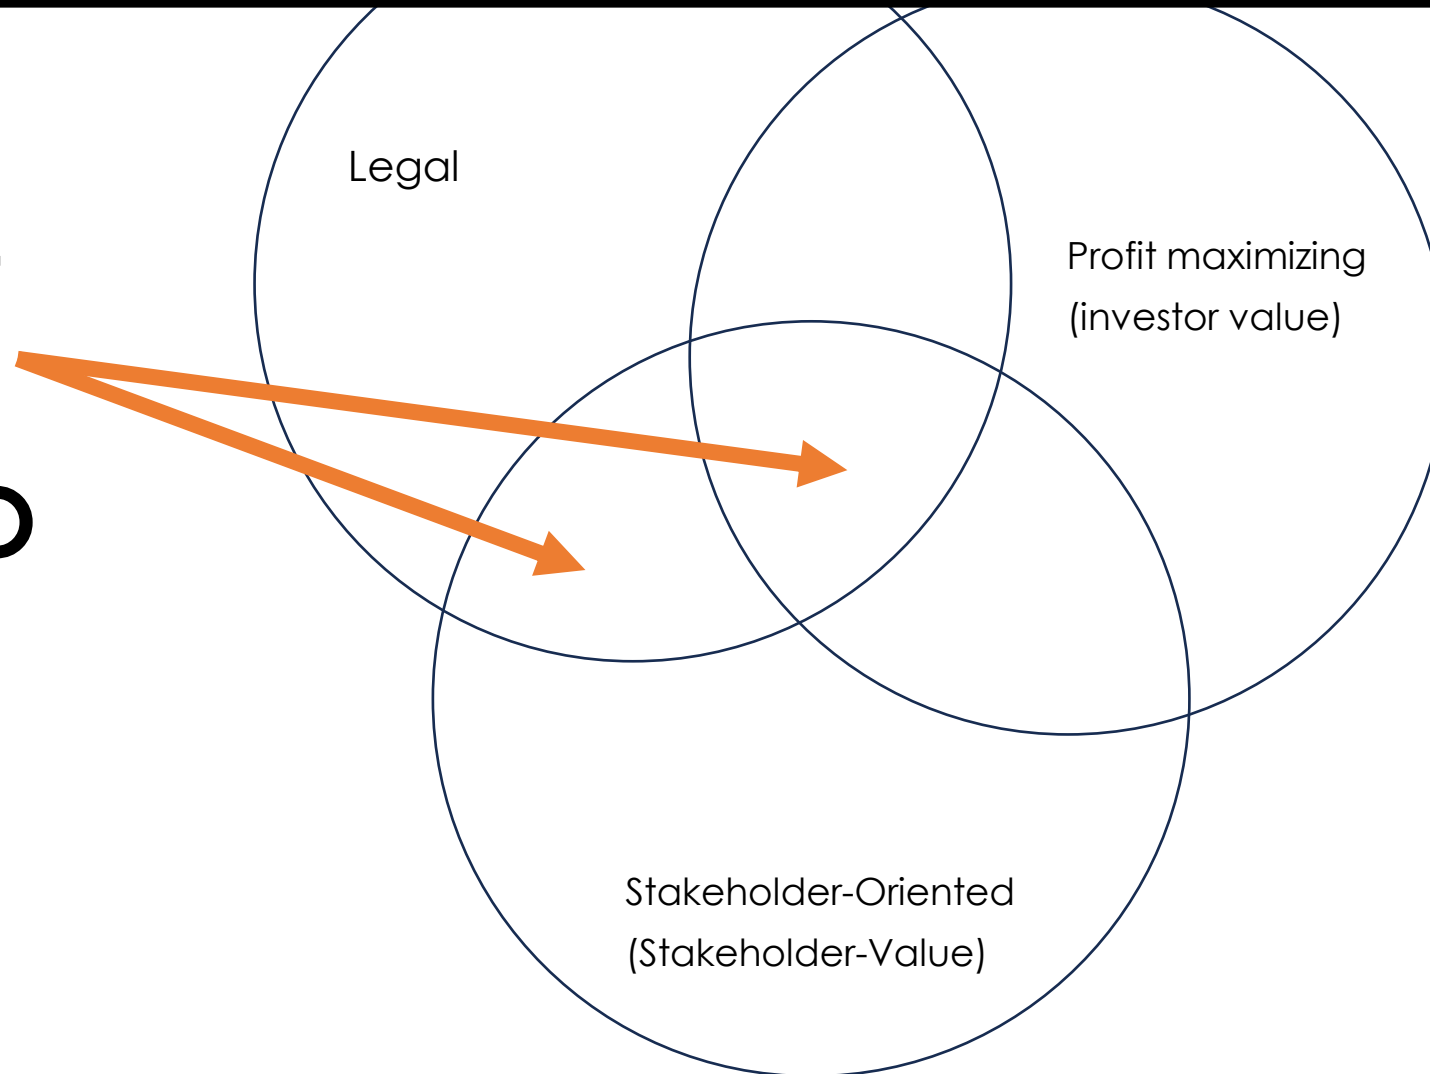 Legal
Profit maximizing
(investor value)
Stakeholder-Oriented
(Stakeholder-Value)